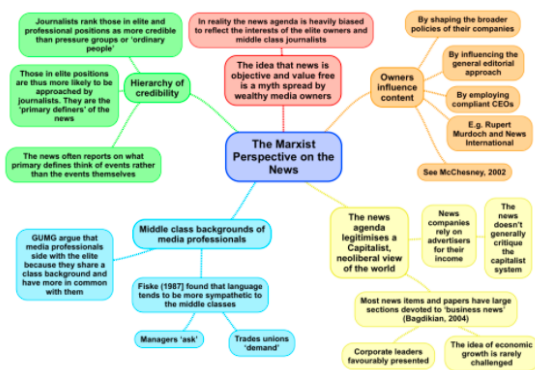 Journalists rank those in elite and
professional positions as more credible
than pressure groups or 'ordinary
people'
Those in elite positions
are thus more likely to be
approached by
journalists. They are the
'primary definers' of the
news
Hierarchy of
credibility
The news often reports on what
primary defines think of events rather
than the events themselves
In reality the news agenda is heavily biased
to reflect the interests of the elite owners and
middle class journalists
The idea that news is
objective and value free
is a myth spread by
wealthy media owners
Owners
influence
content
By shaping the broader
policies of their companies
By influencing the
general editorial
approach
By employing
compliant CEOs
E.g. Rupert
Murdoch and News
International
See McChesney, 2002
The Marxist
Perspective on the
News
Middle class backgrounds of
media professionals
GUMG argue that
media professionals
side with the elite
because they share a
class background and
have more in common
with them
Fiske (1987] found that language
tends to be more sympathetic to
the middle classes
Managers 'ask'
Trades unions
'demand'
The news
agenda
legitimises a
Capitalist,
neoliberal view
of the world
News
companies
rely on
advertisers
for their
income
The
news
doesn't
generally
critique
the
capitalist
system
Most news items and papers have large
sections devoted to 'business news'
(Bagdikian, 2004)
Corporate leaders
favourably presented
The idea of economic
growth is rarely
challenged